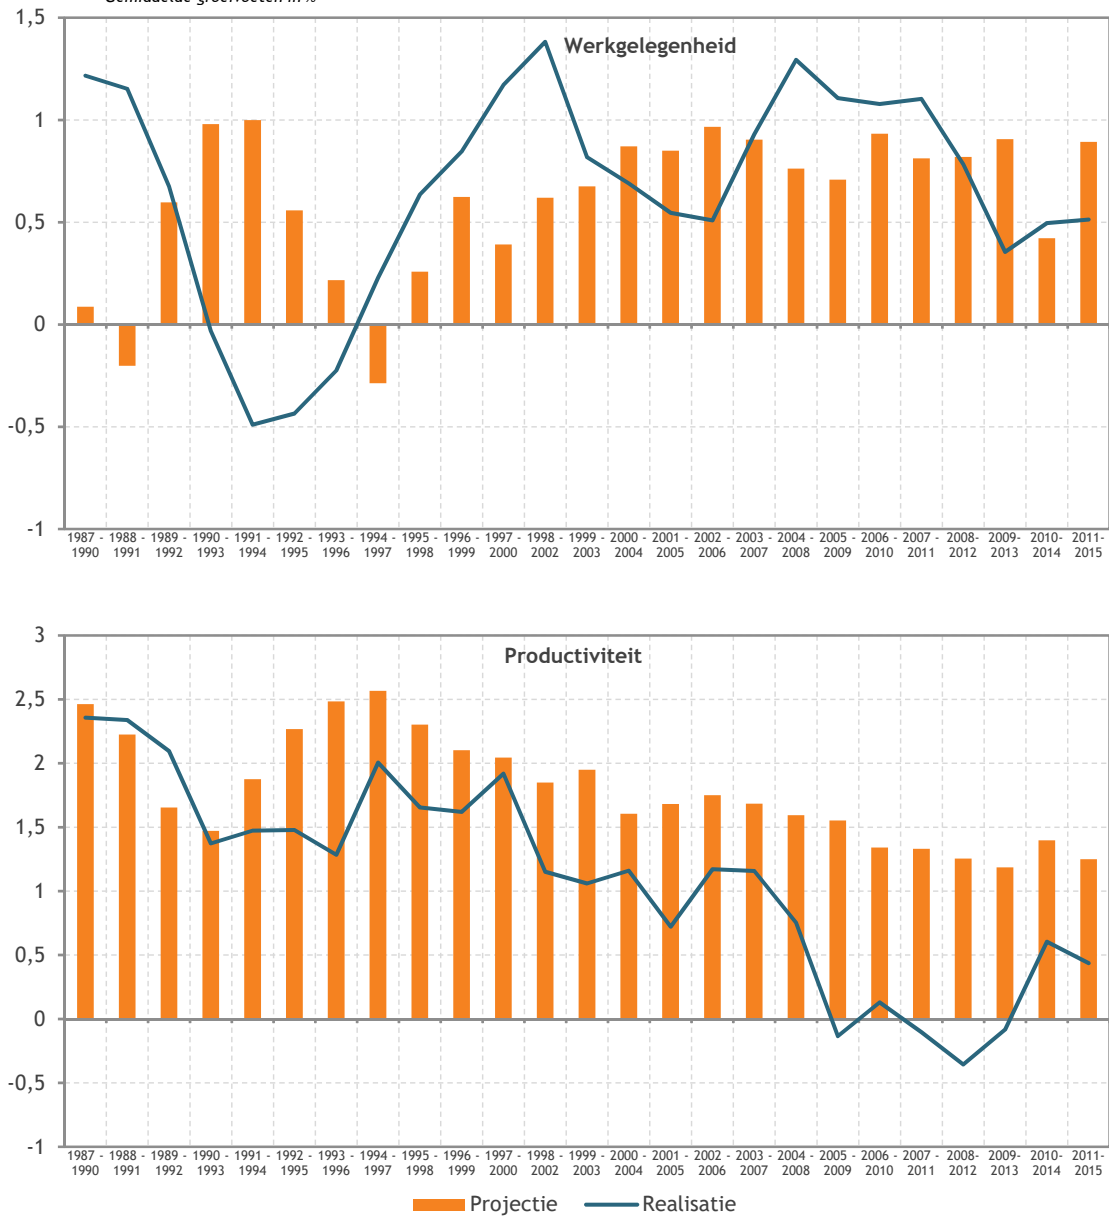 Gemiddelde groeivoeten in %
1,5
Werkgelegenheid
1
0,5
0
-0,5
-1
1987 - 1988 - 1989 - 1990 - 1991 - 1992 - 1993 - 1994 - 1995 - 1996 - 1997 - 1998 - 1999 - 2000 - 2001 - 2002 - 2003 - 2004 - 2005 - 2006 - 2007 - 2008- 2009- 2010- 2011-
1990 1991 1992 1993 1994 1995 1996 1997 1998 1999 2000 2002 2003 2004 2005 2006 2007 2008 2009 2010 2011 2012 2013 2014 2015
3
Productiviteit
2,5
2
1,5
1
0,5
0
-0,5
-1
1987 - 1988 - 1989 - 1990 - 1991 - 1992 - 1993 - 1994 - 1995 - 1996 - 1997 - 1998 - 1999 - 2000 - 2001 - 2002 - 2003 - 2004 - 2005 - 2006 - 2007 - 2008- 2009- 2010- 2011-
1990 1991 1992 1993 1994 1995 1996 1997 1998 1999 2000 2002 2003 2004 2005 2006 2007 2008 2009 2010 2011 2012 2013 2014 2015
Projectie Realisatie